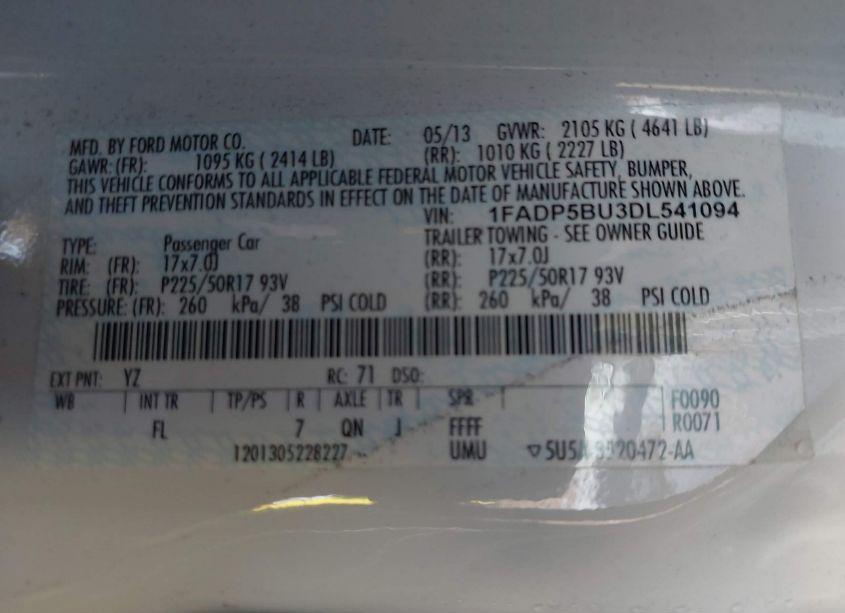 MFD. BY FORD MOTOR CO. DATE: 05/13 GVWR: 2105 KG ( 4641 LB)
GAWR: (FR): 1095 KG ( 2414 LB) (RR): 1010 KG ( 2227 LB)
THIS VEHICLE CONFORMS TO ALL APPLICABLE FEDERAL MOTOR VEHICLE SAFETY, BUMPER,
AND THEFT PREVENTION STANDARDS IN EFFECT ON THE DATE OF MANUFACTURE SHOWN ABOVE.
VIN: 1FADP5BU3DL541094
TYPE: Passenger Car TRAILER TOWING - SEE OWNER GUIDE
RIM: (FR): 17x7.0J (RR): 17x7.0J
TIRE: (FR): P225/50R17 93V (RR): P225/50R17 93V
PRESSURE: (FR): 260 kPa/ 38 PSI COLD (RR): 260 kPa/ 38 PSI COLD
EXT PNT: YZ RC: 71 DSO:
WB INT TR TP/PS R AXLE TR SPR F0090
FL 7 QN J FFFF R0071
1201305228227 UMU